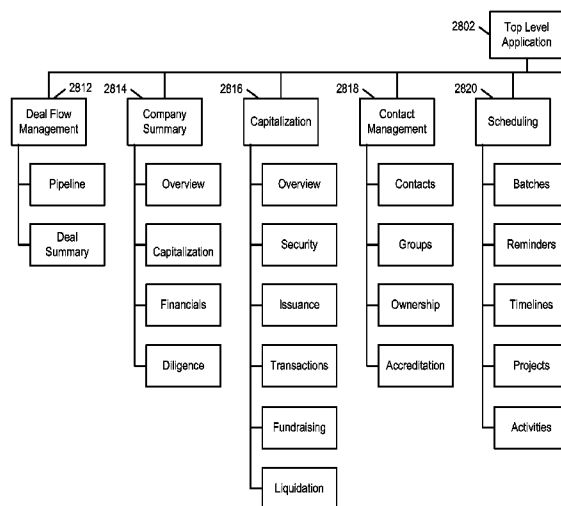 2802
Top Level
Application
2812
2814
2816
2818
2820
Deal Flow
Management
Company
Summary
Capitalization
Contact
Management
Scheduling
Pipeline
Overview
Overview
Contacts
Batches
Deal
Summary
Capitalization
Security
Groups
Reminders
Financials
Issuance
Ownership
Timelines
Diligence
Transactions
Accreditation
Projects
Fundraising
Activities
Liquidation